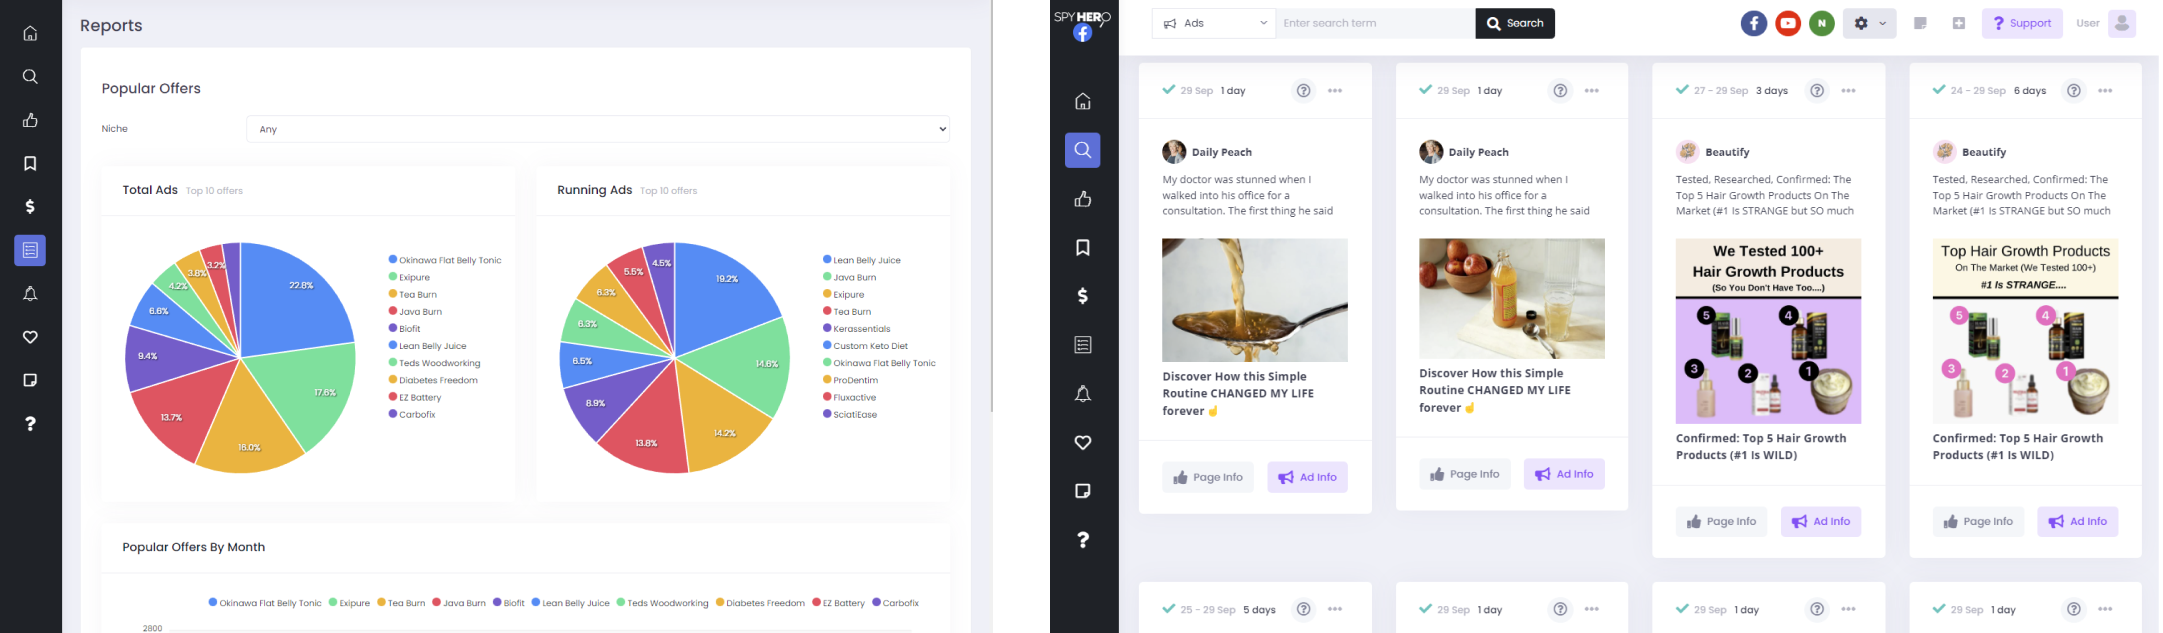 Reports
Popular Offers
Niche
Any
Total Ads Top 10 offers
22.8%
17.6%
16.0%
13.7%
9.4%
6.6%
4.2%
3.8%
3.2%
Okinawa Flat Belly Tonic
Exipure
Tea Burn
Java Burn
Biofit
Lean Belly Juice
Teds Woodworking
Diabetes Freedom
EZ Battery
Carbofix
Running Ads Top 10 offers
19.2%
14.6%
14.2%
13.8%
8.9%
6.5%
6.3%
6.3%
5.5%
4.5%
Lean Belly Juice
Java Burn
Exipure
Tea Burn
Kerassentials
Custom Keto Diet
Okinawa Flat Belly Tonic
ProDentim
Fluxactive
SciatiEase
Popular Offers By Month
Okinawa Flat Belly Tonic Exipure Tea Burn Java Burn Biofit Lean Belly Juice Teds Woodworking Diabetes Freedom EZ Battery Carbofix
2800
SPY HERO
Ads
Enter search term
Search
N
Support
User
29 Sep 1 day
Daily Peach
My doctor was stunned when I
walked into his office for a
consultation. The first thing he said
Discover How this Simple
Routine CHANGED MY LIFE
forever
Page Info
Ad Info
29 Sep 1 day
Daily Peach
My doctor was stunned when I
walked into his office for a
consultation. The first thing he said
Discover How this Simple
Routine CHANGED MY LIFE
forever
Page Info
Ad Info
27 - 29 Sep 3 days
Beautify
Tested, Researched, Confirmed: The
Top 5 Hair Growth Products On The
Market (#1 Is STRANGE but SO much
We Tested 100+
Hair Growth Products
(So You Don't Have Too....)
5
4
3
2
1
Confirmed: Top 5 Hair Growth
Products (#1 Is WILD)
Page Info
Ad Info
24 - 29 Sep 6 days
Beautify
Tested, Researched, Confirmed: The
Top 5 Hair Growth Products On The
Market (#1 Is STRANGE but SO much
Top Hair Growth Products
On The Market (We Tested 100+)
#1 Is STRANGE....
5
4
3
2
1
Confirmed: Top 5 Hair Growth
Products (#1 Is WILD)
Page Info
Ad Info
25 - 29 Sep 5 days
29 Sep 1 day
29 Sep 1 day
29 Sep 1 day